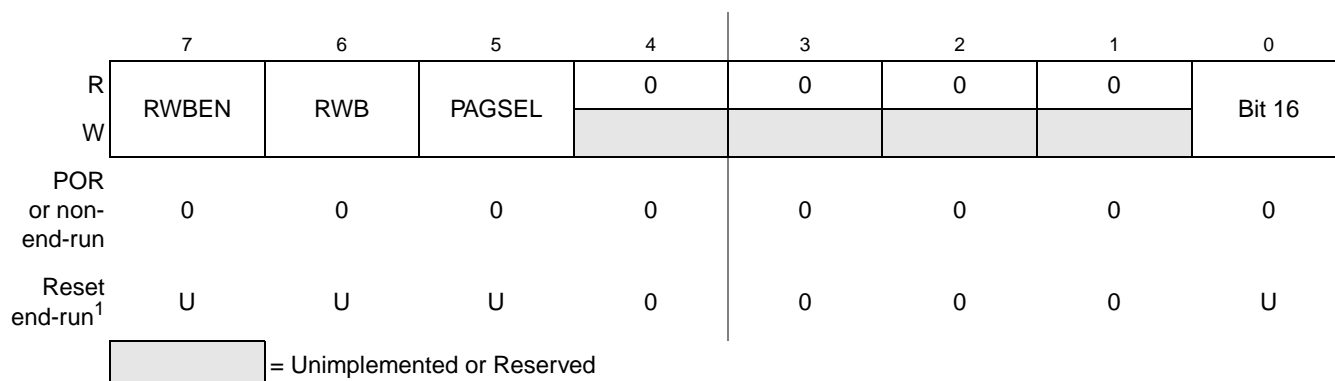 7 6 5 4 3 2 1 0
R 0 0 0 0
RWBEN RWB PAGSEL Bit 16
W
POR
or non- 0 0 0 0 0 0 0 0
end-run
Reset
end-run1 U U U 0 0 0 0 U
= Unimplemented or Reserved